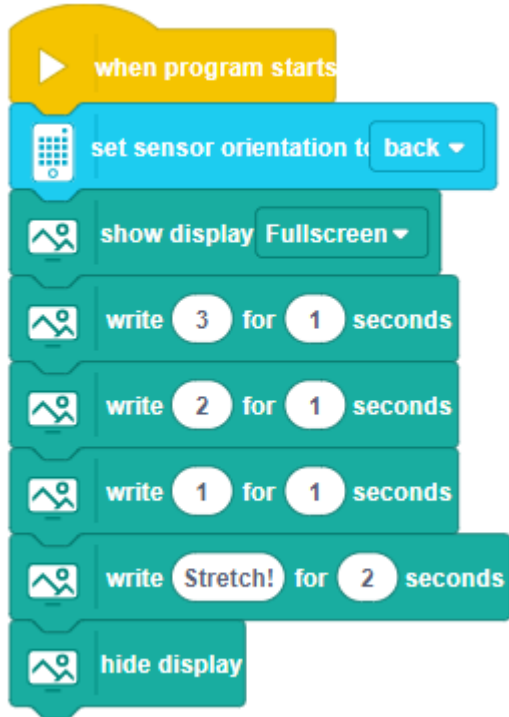 when program starts
set sensor orientation to back
show display Fullscreen
write 3 for 1 seconds
write 2 for 1 seconds
write 1 for 1 seconds
write Stretch! for 2 seconds
hide display